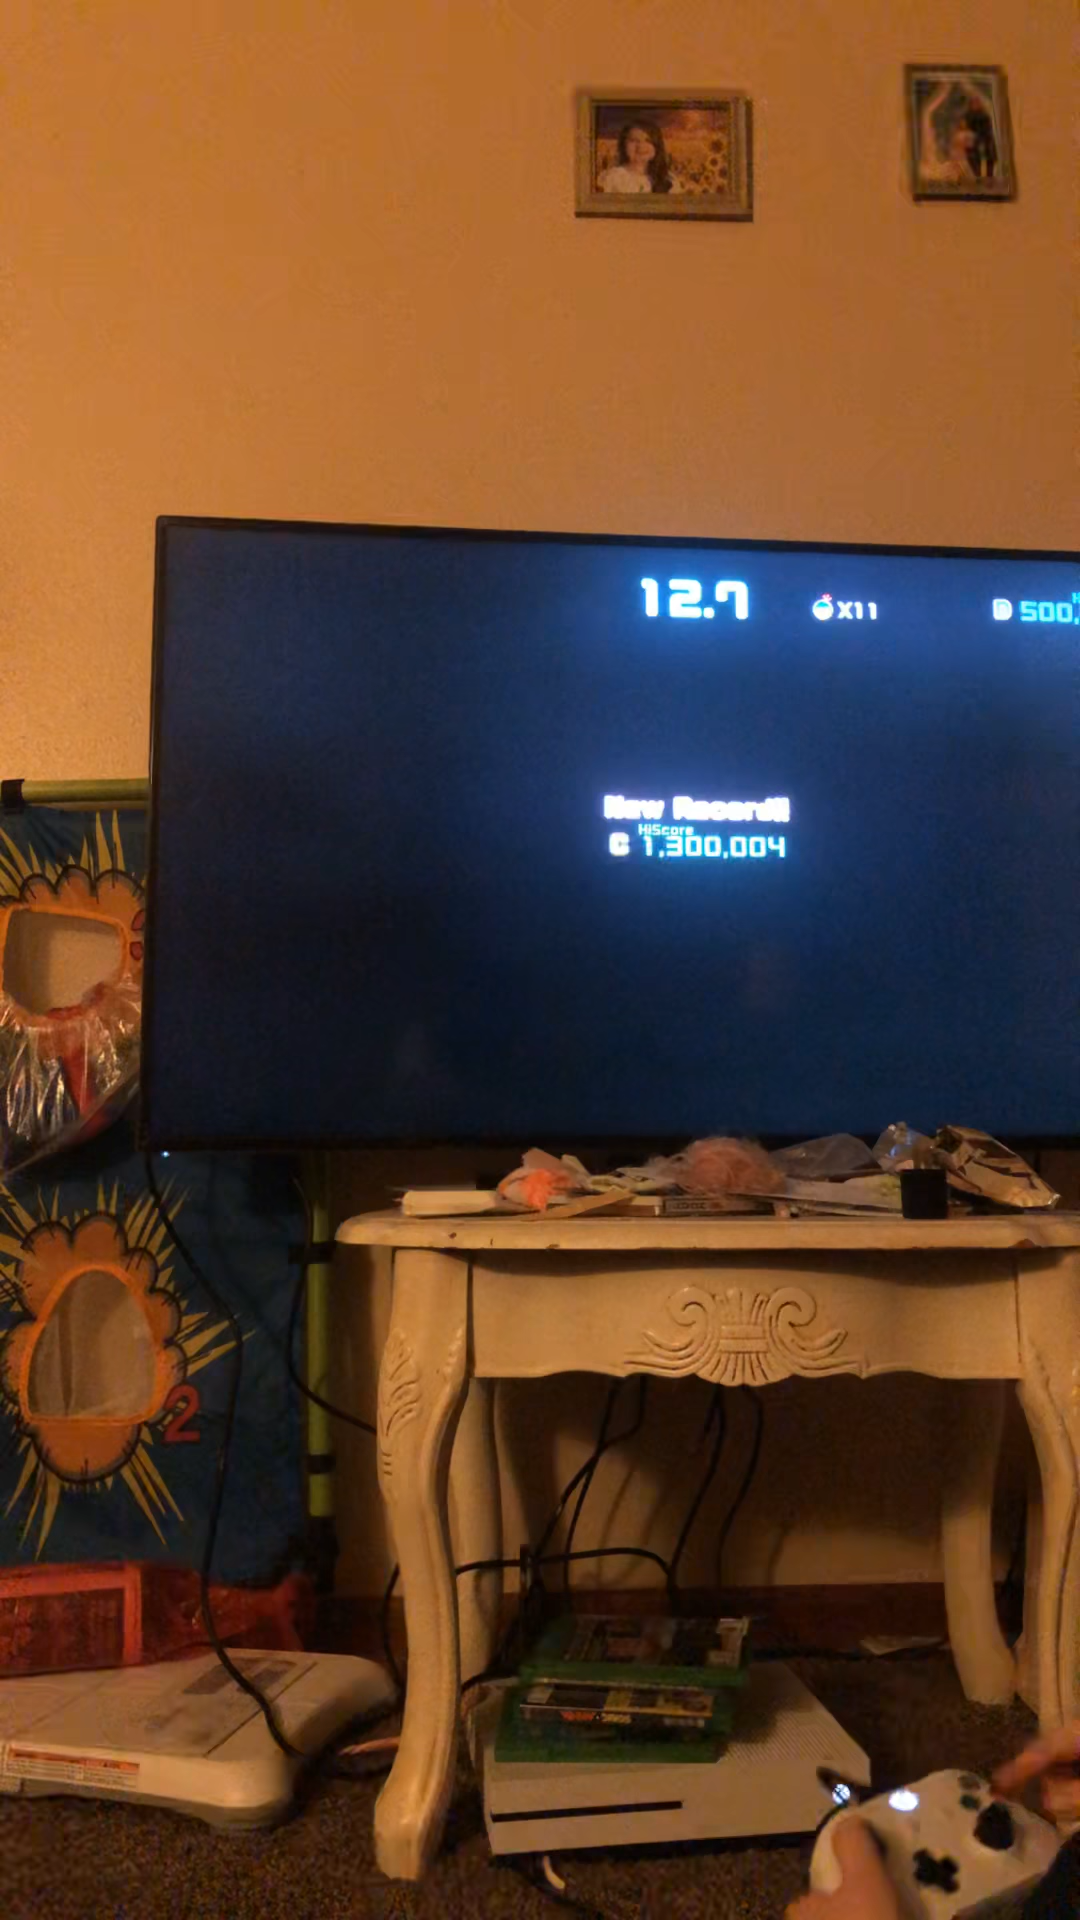 12.7
X11
D 500,
New Record!!
HiScore
C 1,300,004
2